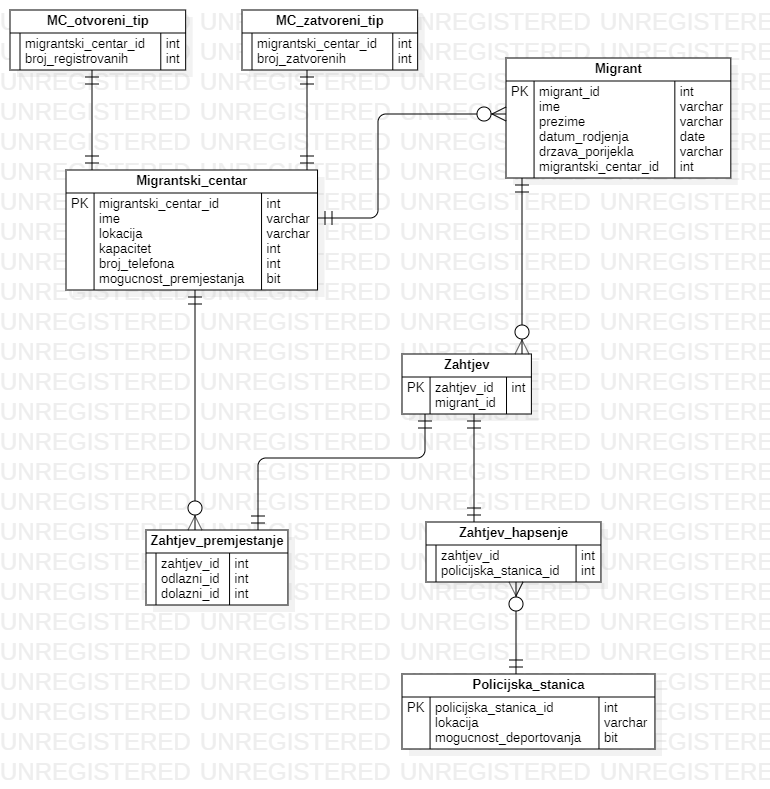 MC_otvoreni_tip
migrantski_centar_id int
broj_registrovanih int
MC_zatvoreni_tip
migrantski_centar_id int
broj_zatvorenih int
Migrant
PK migrant_id int
ime varchar
prezime varchar
datum_rodjenja date
drzava_porijekla varchar
migrantski_centar_id int
Migrantski_centar
PK migrantski_centar_id int
ime varchar
lokacija varchar
kapacitet int
broj_telefona int
mogucnost_premjestanja bit
Zahtjev
PK zahtjev_id int
migrant_id
Zahtjev_premjestanje
zahtjev_id int
odlazni_id int
dolazni_id int
Zahtjev_hapsenje
zahtjev_id int
policijska_stanica_id int
Policijska_stanica
PK policijska_stanica_id int
lokacija varchar
mogucnost_deportovanja bit
UNREGISTERED